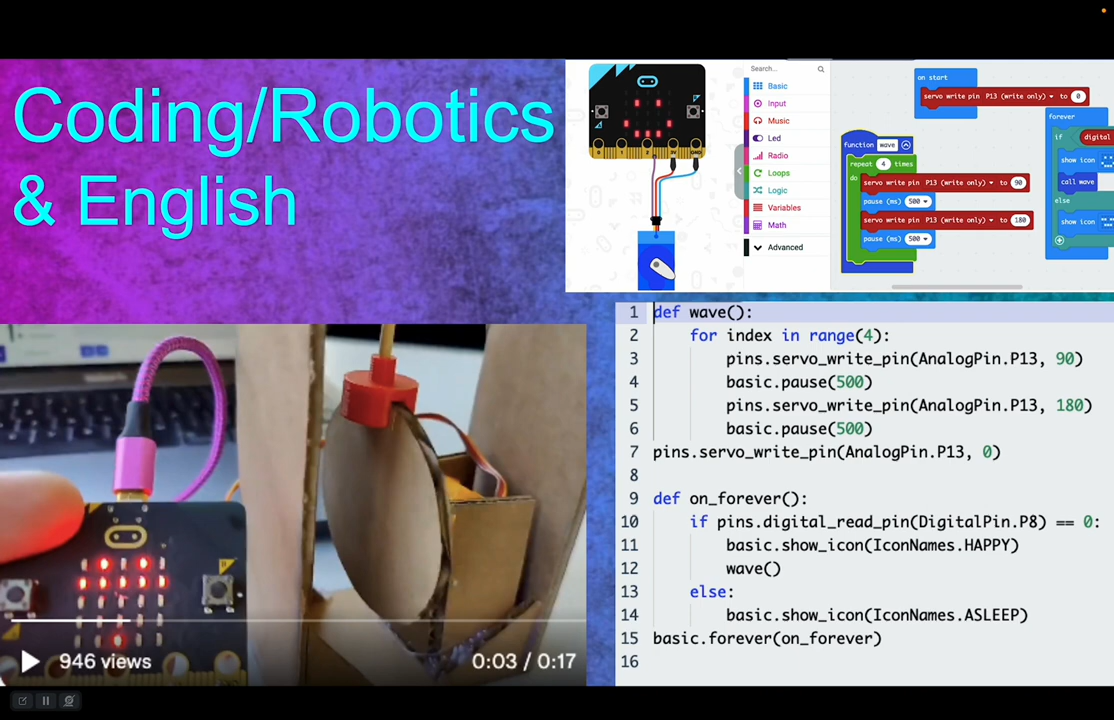 Coding/Robotics
& English
0
1
2
3V
GND
Search...
Basic
Input
Music
Led
Radio
Loops
Logic
Variables
Math
Advanced
on start
servo write pin P13 (write only) to 0
function wave
repeat 4 times
do
servo write pin P13 (write only) to 90
pause (ms) 500
servo write pin P13 (write only) to 180
pause (ms) 500
forever
if digital
show icon
call wave
else
show icon
946 views
0:03 / 0:17
1 def wave():
2 for index in range(4):
3 pins.servo_write_pin(AnalogPin.P13, 90)
4 basic.pause(500)
5 pins.servo_write_pin(AnalogPin.P13, 180)
6 basic.pause(500)
7 pins.servo_write_pin(AnalogPin.P13, 0)
8
9 def on_forever():
10 if pins.digital_read_pin(DigitalPin.P8) == 0:
11 basic.show_icon(IconNames.HAPPY)
12 wave()
13 else:
14 basic.show_icon(IconNames.ASLEEP)
15 basic.forever(on_forever)
16